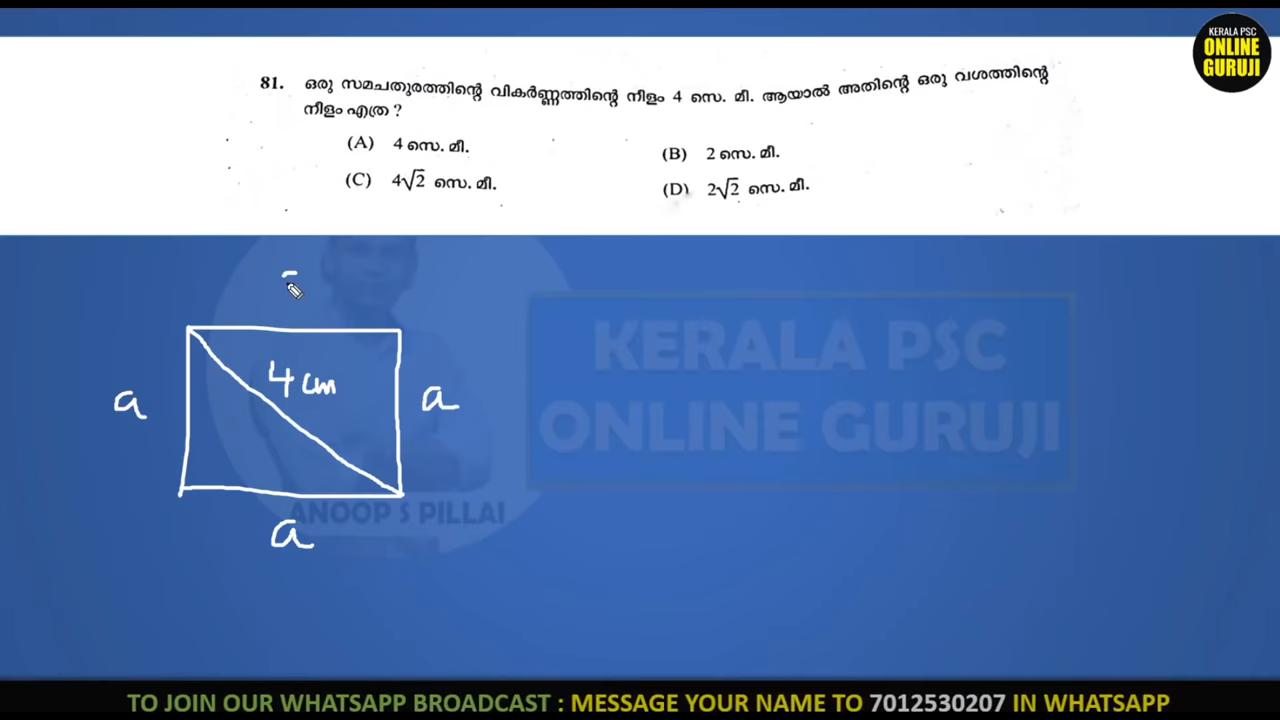 KERALA PSC
ONLINE
GURUJI
81. ഒരു സമചതുരത്തിന്റെ വികർണ്ണത്തിന്റെ നീളം 4 സെ. മീ. ആയാൽ അതിന്റെ ഒരു വശത്തിന്റെ
നീളം എത്ര ?
(A) 4 സെ. മീ.
(B) 2 സെ. മീ.
(C) 4√2 സെ. മീ.
(D) 2√2 സെ. മീ.
4 cm
a
a
a
KERALA PSC
ONLINE GURUJI
ANOOP S PILLAI
TO JOIN OUR WHATSAPP BROADCAST : MESSAGE YOUR NAME TO 7012530207 IN WHATSAPP